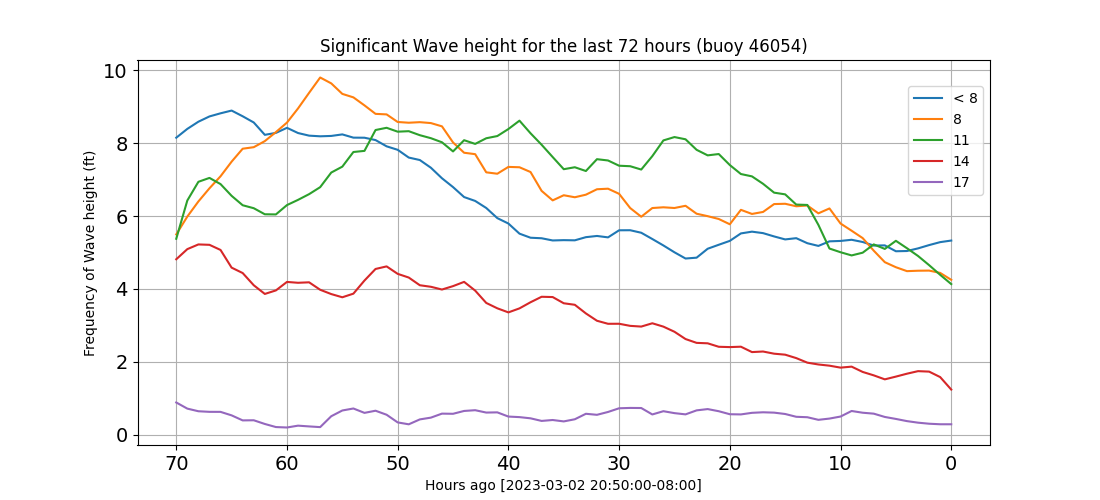 Significant Wave height for the last 72 hours (buoy 46054)
10
8
6
4
2
0
Frequency of Wave height (ft)
< 8
8
11
14
17
70 60 50 40 30 20 10 0
Hours ago [2023-03-02 20:50:00-08:00]